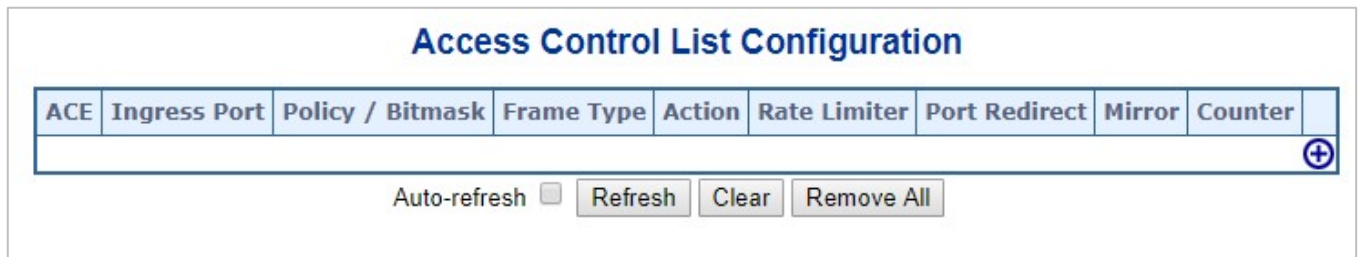 Access Control List Configuration
ACE Ingress Port Policy / Bitmask Frame Type Action Rate Limiter Port Redirect Mirror Counter
Auto-refresh Refresh Clear Remove All